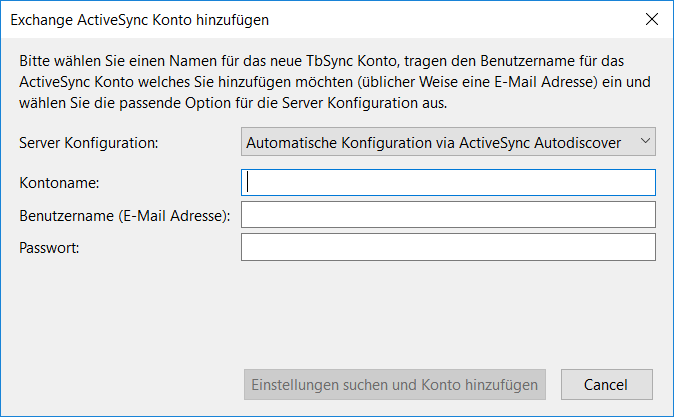 Exchange ActiveSync Konto hinzufügen
Bitte wählen Sie einen Namen für das neue TbSync Konto, tragen den Benutzername für das
ActiveSync Konto welches Sie hinzufügen möchten (üblicher Weise eine E-Mail Adresse) ein und
wählen Sie die passende Option für die Server Konfiguration aus.
Server Konfiguration: Automatische Konfiguration via ActiveSync Autodiscover
Kontoname:
Benutzername (E-Mail Adresse):
Passwort:
Einstellungen suchen und Konto hinzufügen Cancel